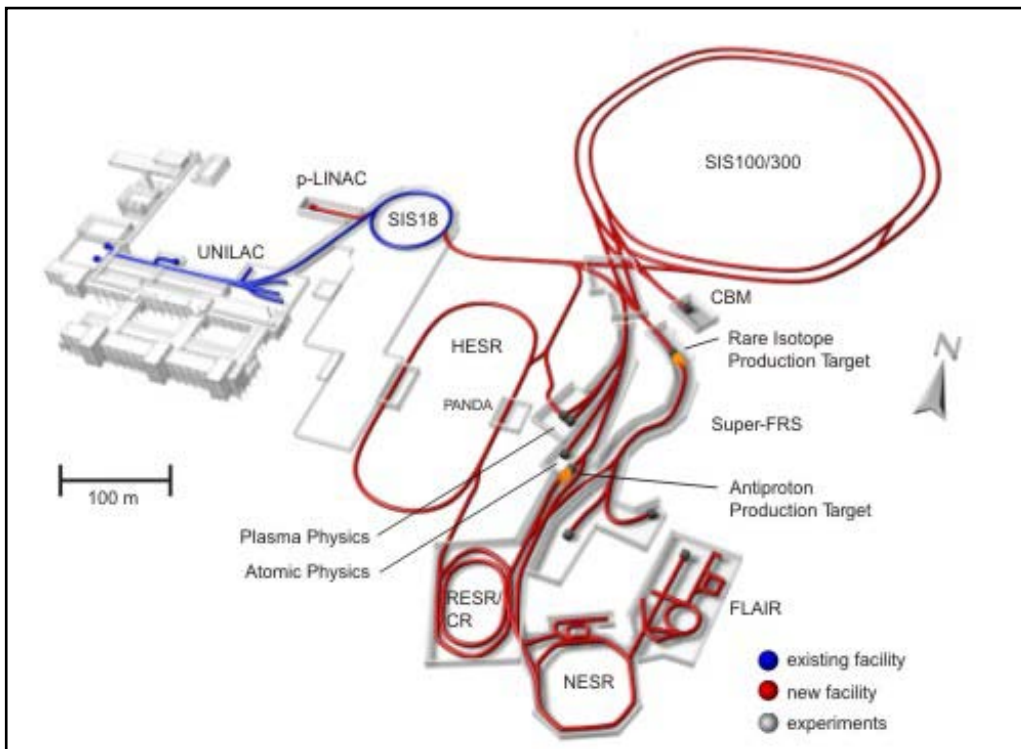 SIS100/300
p-LINAC
SIS18
UNILAC
CBM
HESR
Rare Isotope
Production Target
N
PANDA
Super-FRS
100 m
Antiproton
Production Target
Plasma Physics
Atomic Physics
RESR/
CR
FLAIR
NESR
existing facility
new facility
experiments